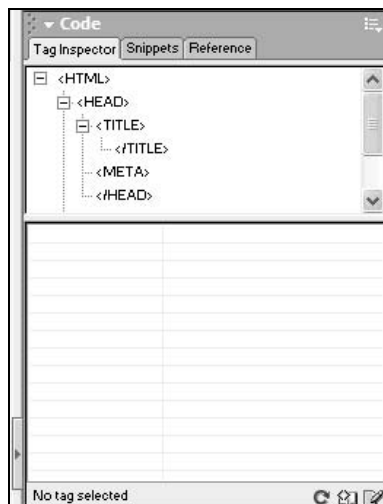 Code
Tag Inspector Snippets Reference
<HTML>
<HEAD>
<TITLE>
</TITLE>
<META>
</HEAD>
No tag selected